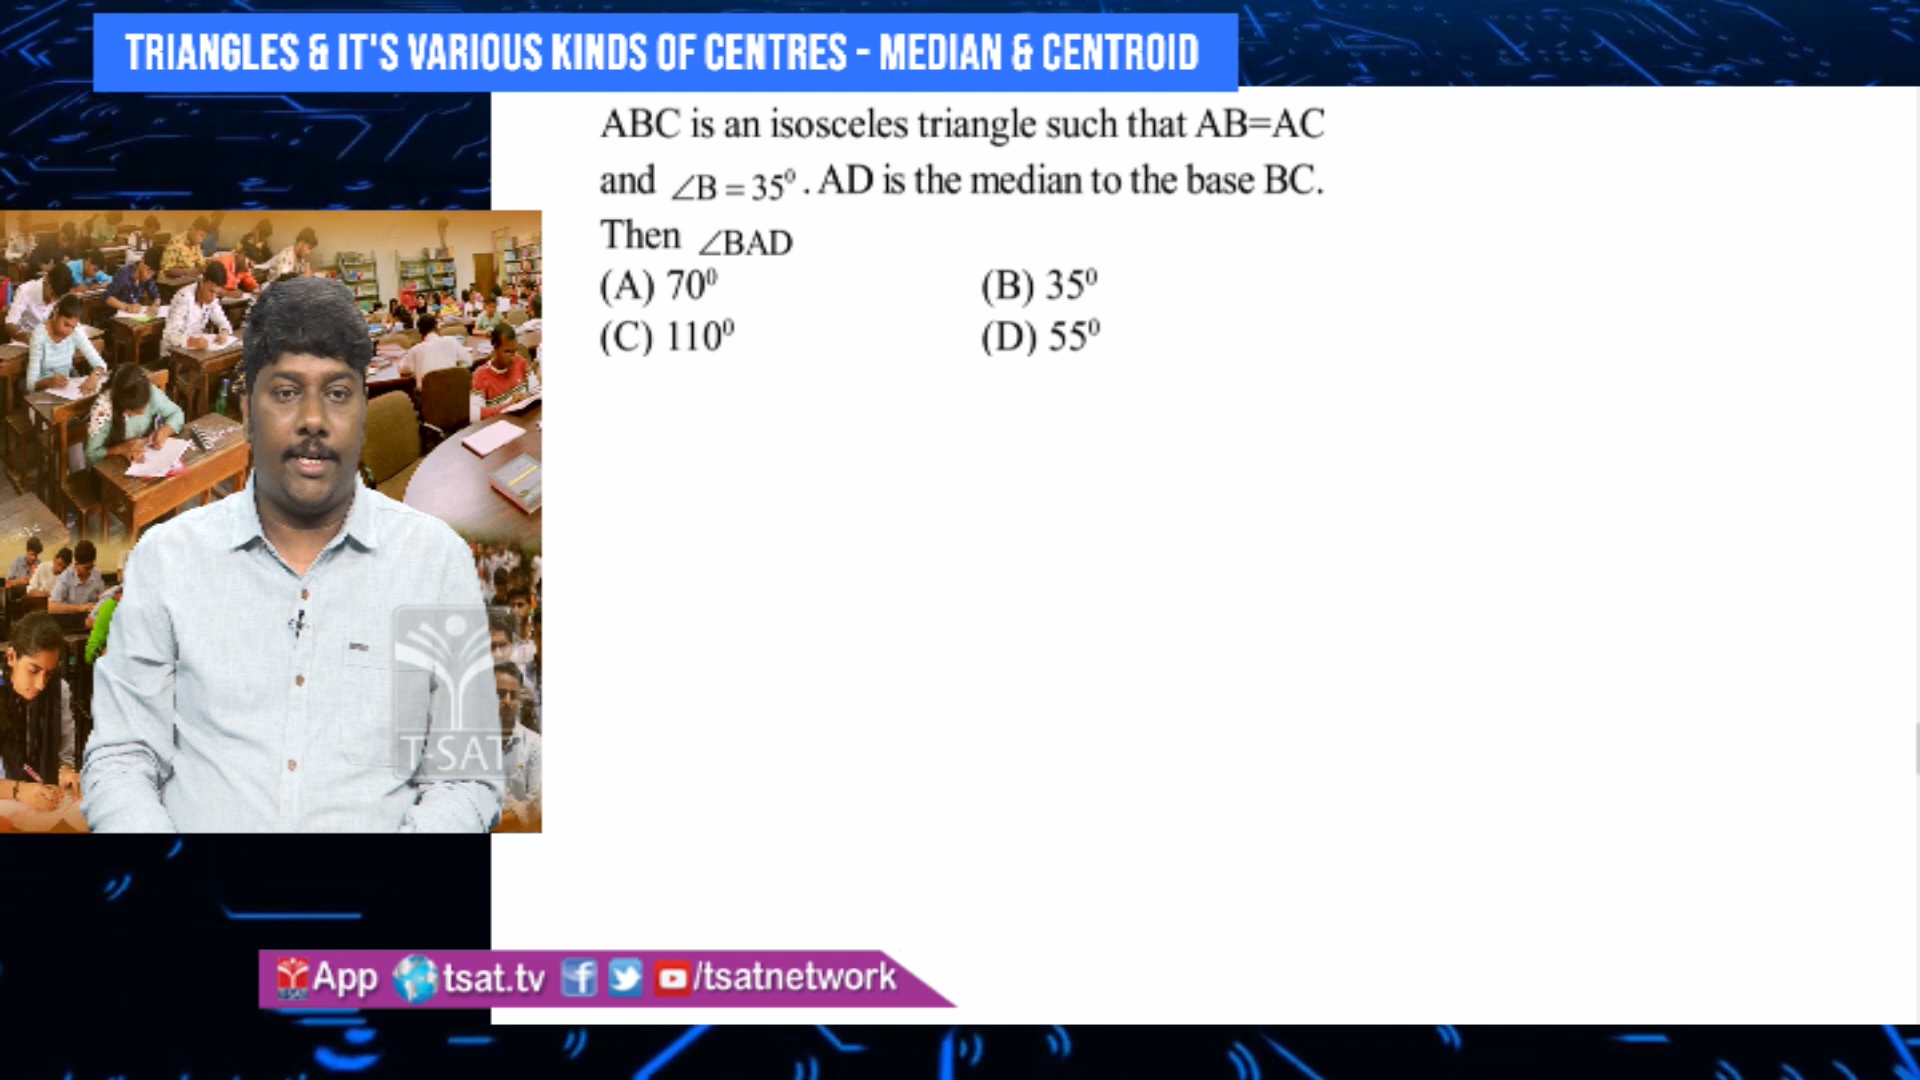 TRIANGLES & IT'S VARIOUS KINDS OF CENTRES - MEDIAN & CENTROID
ABC is an isosceles triangle such that AB=AC
and ∠B = 35⁰. AD is the median to the base BC.
Then ∠BAD
(A) 70⁰ (B) 35⁰
(C) 110⁰ (D) 55⁰
T-SAT
T-SAT App tsat.tv /tsatnetwork